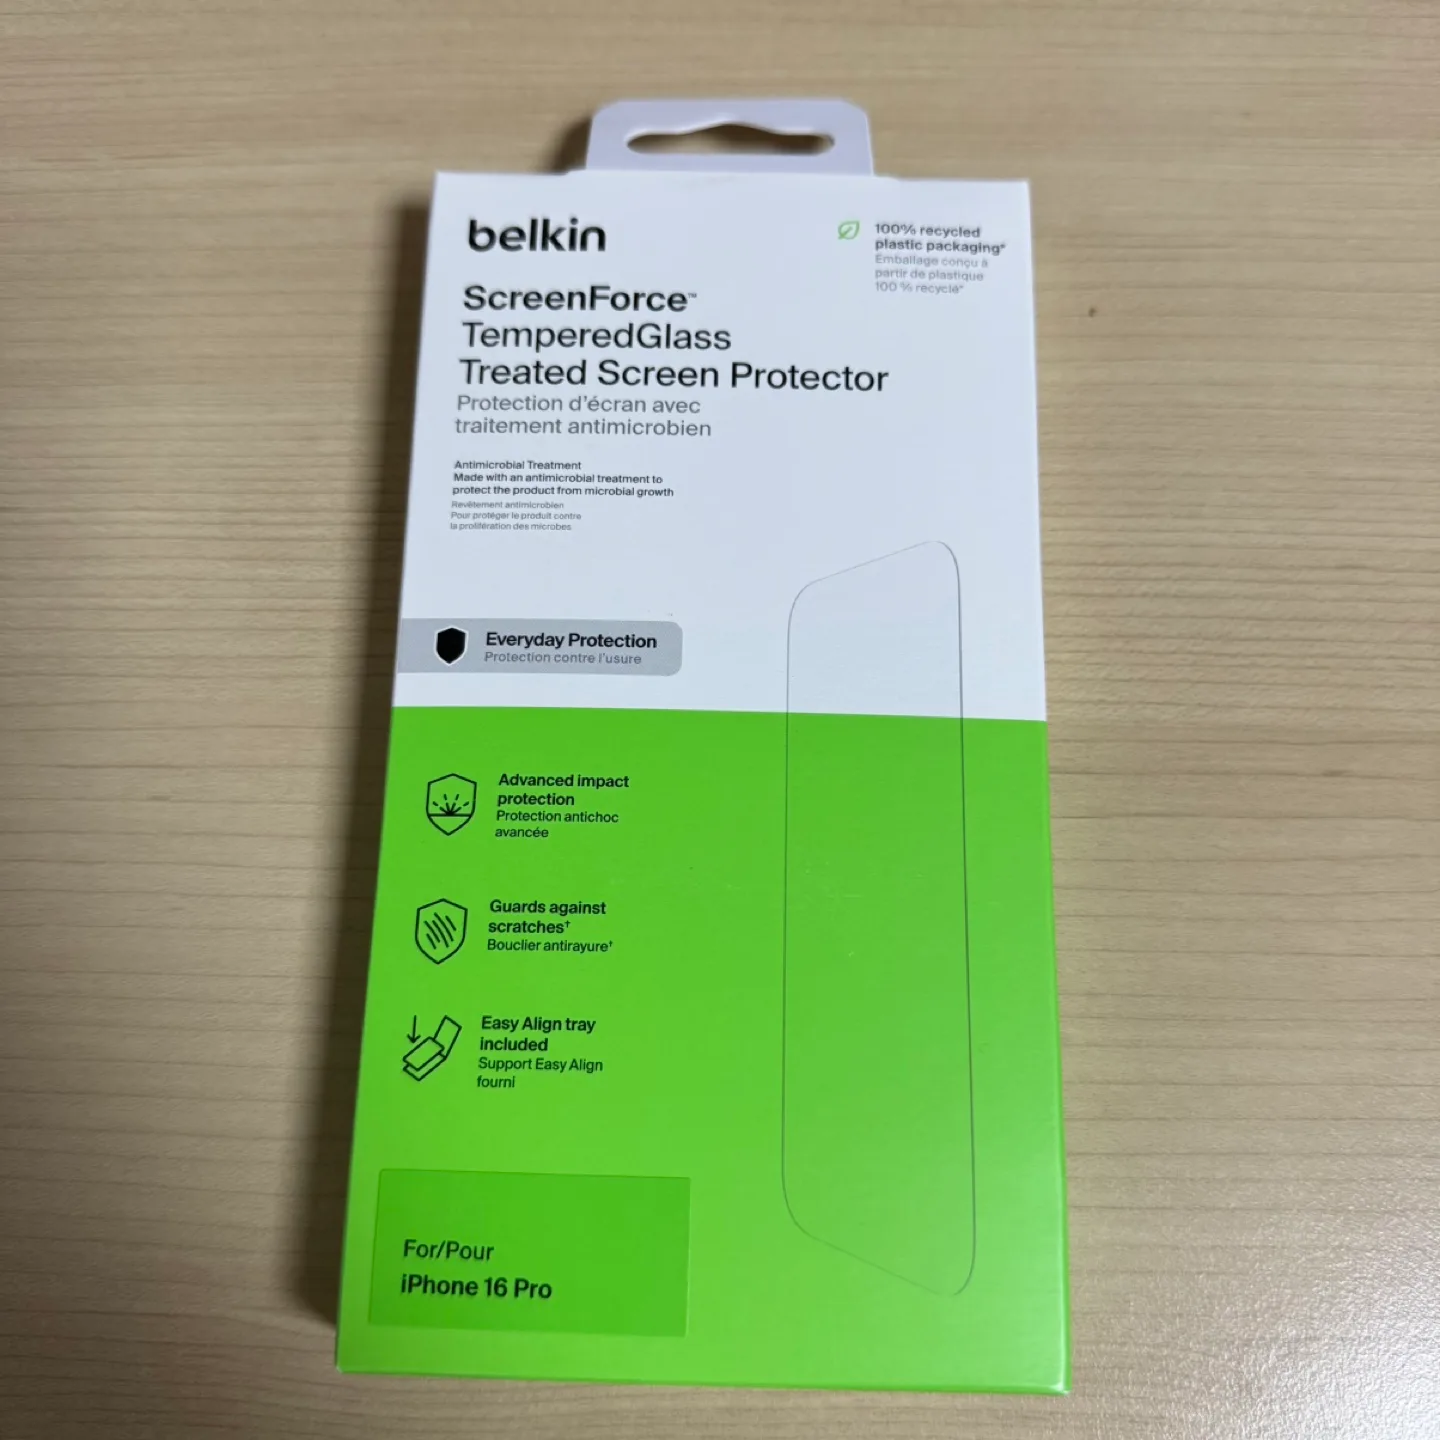 belkin
100% recycled
plastic packaging*
Emballage conçu à
partir de plastique
100 % recyclé*
ScreenForce™
TemperedGlass
Treated Screen Protector
Protection d'écran avec
traitement antimicrobien
Antimicrobial Treatment
Made with an antimicrobial treatment to
protect the product from microbial growth
Revêtement antimicrobien
Pour protéger le produit contre
la prolifération des microbes
Everyday Protection
Protection contre l'usure
Advanced impact
protection
Protection antichoc
avancée
Guards against
scratches†
Bouclier antirayure†
Easy Align tray
included
Support Easy Align
fourni
For/Pour
iPhone 16 Pro